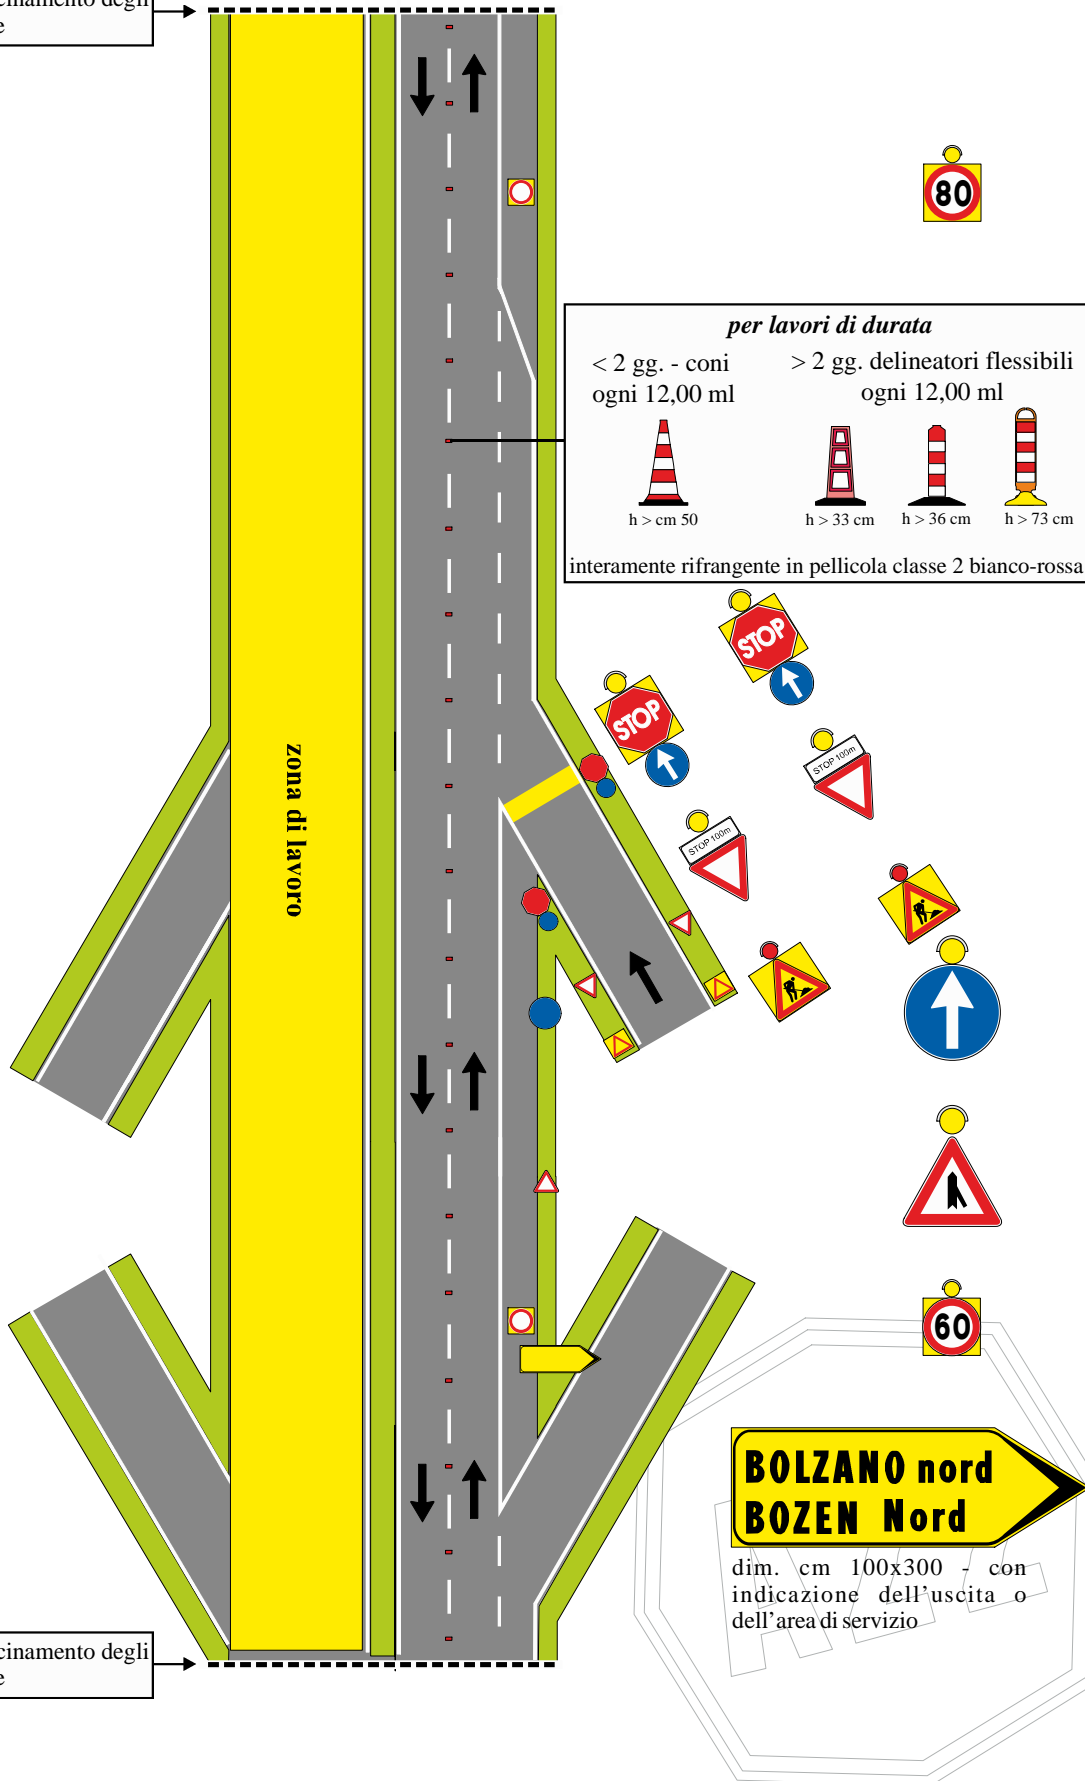 degli
e
80
per lavori di durata
< 2 gg. - coni
ogni 12,00 ml
> 2 gg. delineatori flessibili
ogni 12,00 ml
h > cm 50
h > 33 cm
h > 36 cm
h > 73 cm
interamente rifrangente in pellicola classe 2 bianco-rossa
STOP
STOP
STOP 100m
STOP 100m
zona di lavoro
60
BOLZANO nord
BOZEN Nord
dim. cm 100x300 - con
indicazione dell'uscita o
dell'area di servizio
degli
e